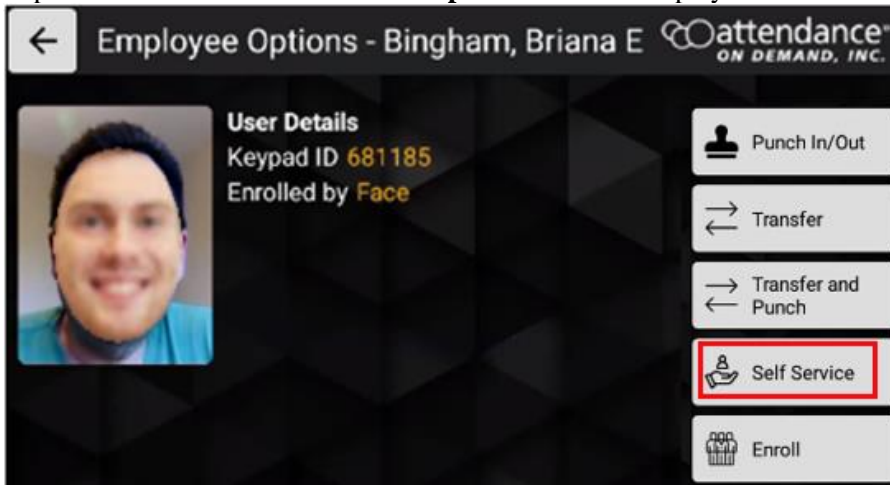 Employee Options - Bingham, Briana E
attendance
ON DEMAND, INC.
User Details
Keypad ID 681185
Enrolled by Face
Punch In/Out
Transfer
Transfer and
Punch
Self Service
Enroll